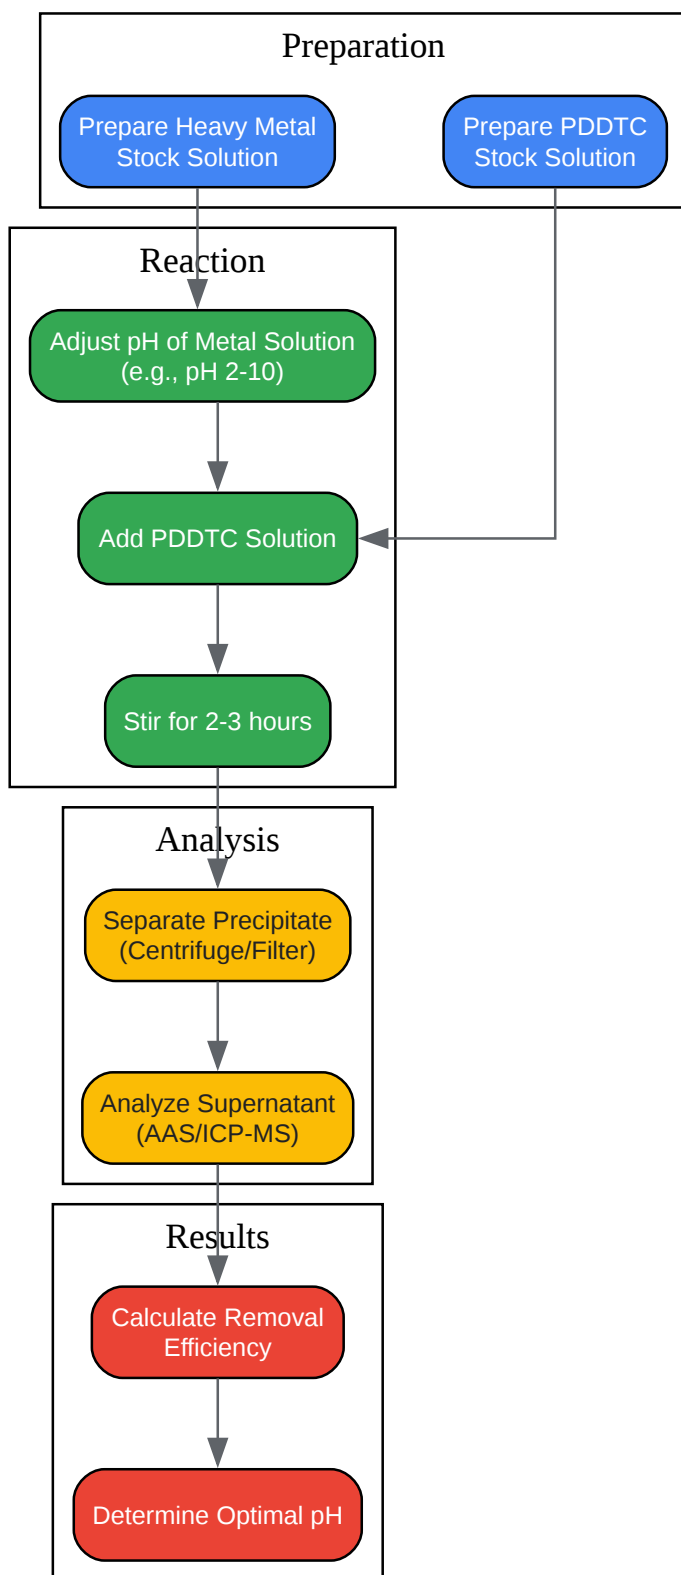 Preparation
Prepare Heavy Metal
Stock Solution
Prepare PDDTC
Stock Solution
Reaction
Adjust pH of Metal Solution
(e.g., pH 2-10)
Add PDDTC Solution
Stir for 2-3 hours
Analysis
Separate Precipitate
(Centrifuge/Filter)
Analyze Supernatant
(AAS/ICP-MS)
Results
Calculate Removal
Efficiency
Determine Optimal pH